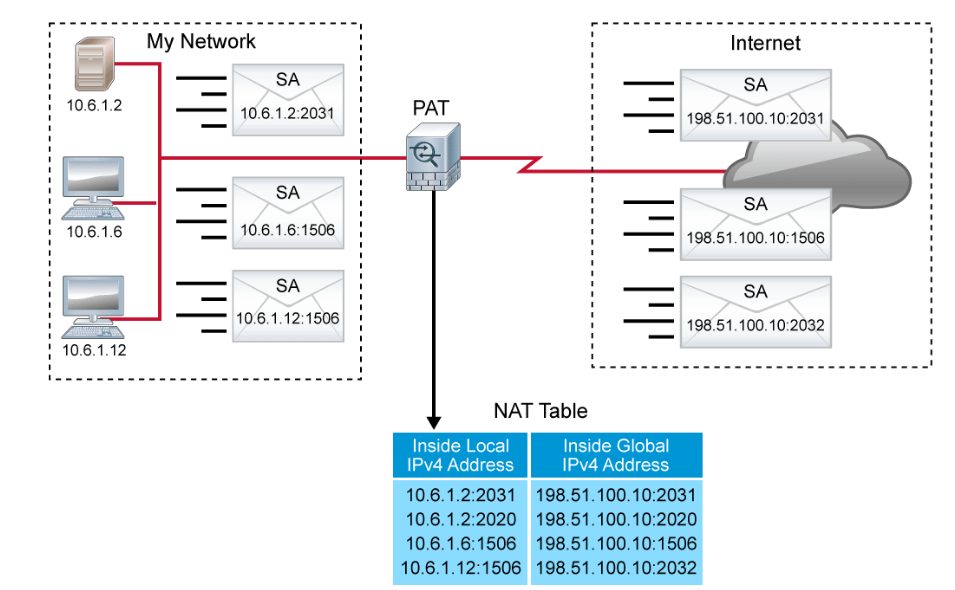 My Network
10.6.1.2
SA
10.6.1.2:2031
10.6.1.6
SA
10.6.1.6:1506
10.6.1.12
SA
10.6.1.12:1506
PAT
Internet
SA
198.51.100.10:2031
SA
198.51.100.10:1506
SA
198.51.100.10:2032
NAT Table
Inside Local
IPv4 Address
Inside Global
IPv4 Address
10.6.1.2:2031 198.51.100.10:2031
10.6.1.2:2020 198.51.100.10:2020
10.6.1.6:1506 198.51.100.10:1506
10.6.1.12:1506 198.51.100.10:2032